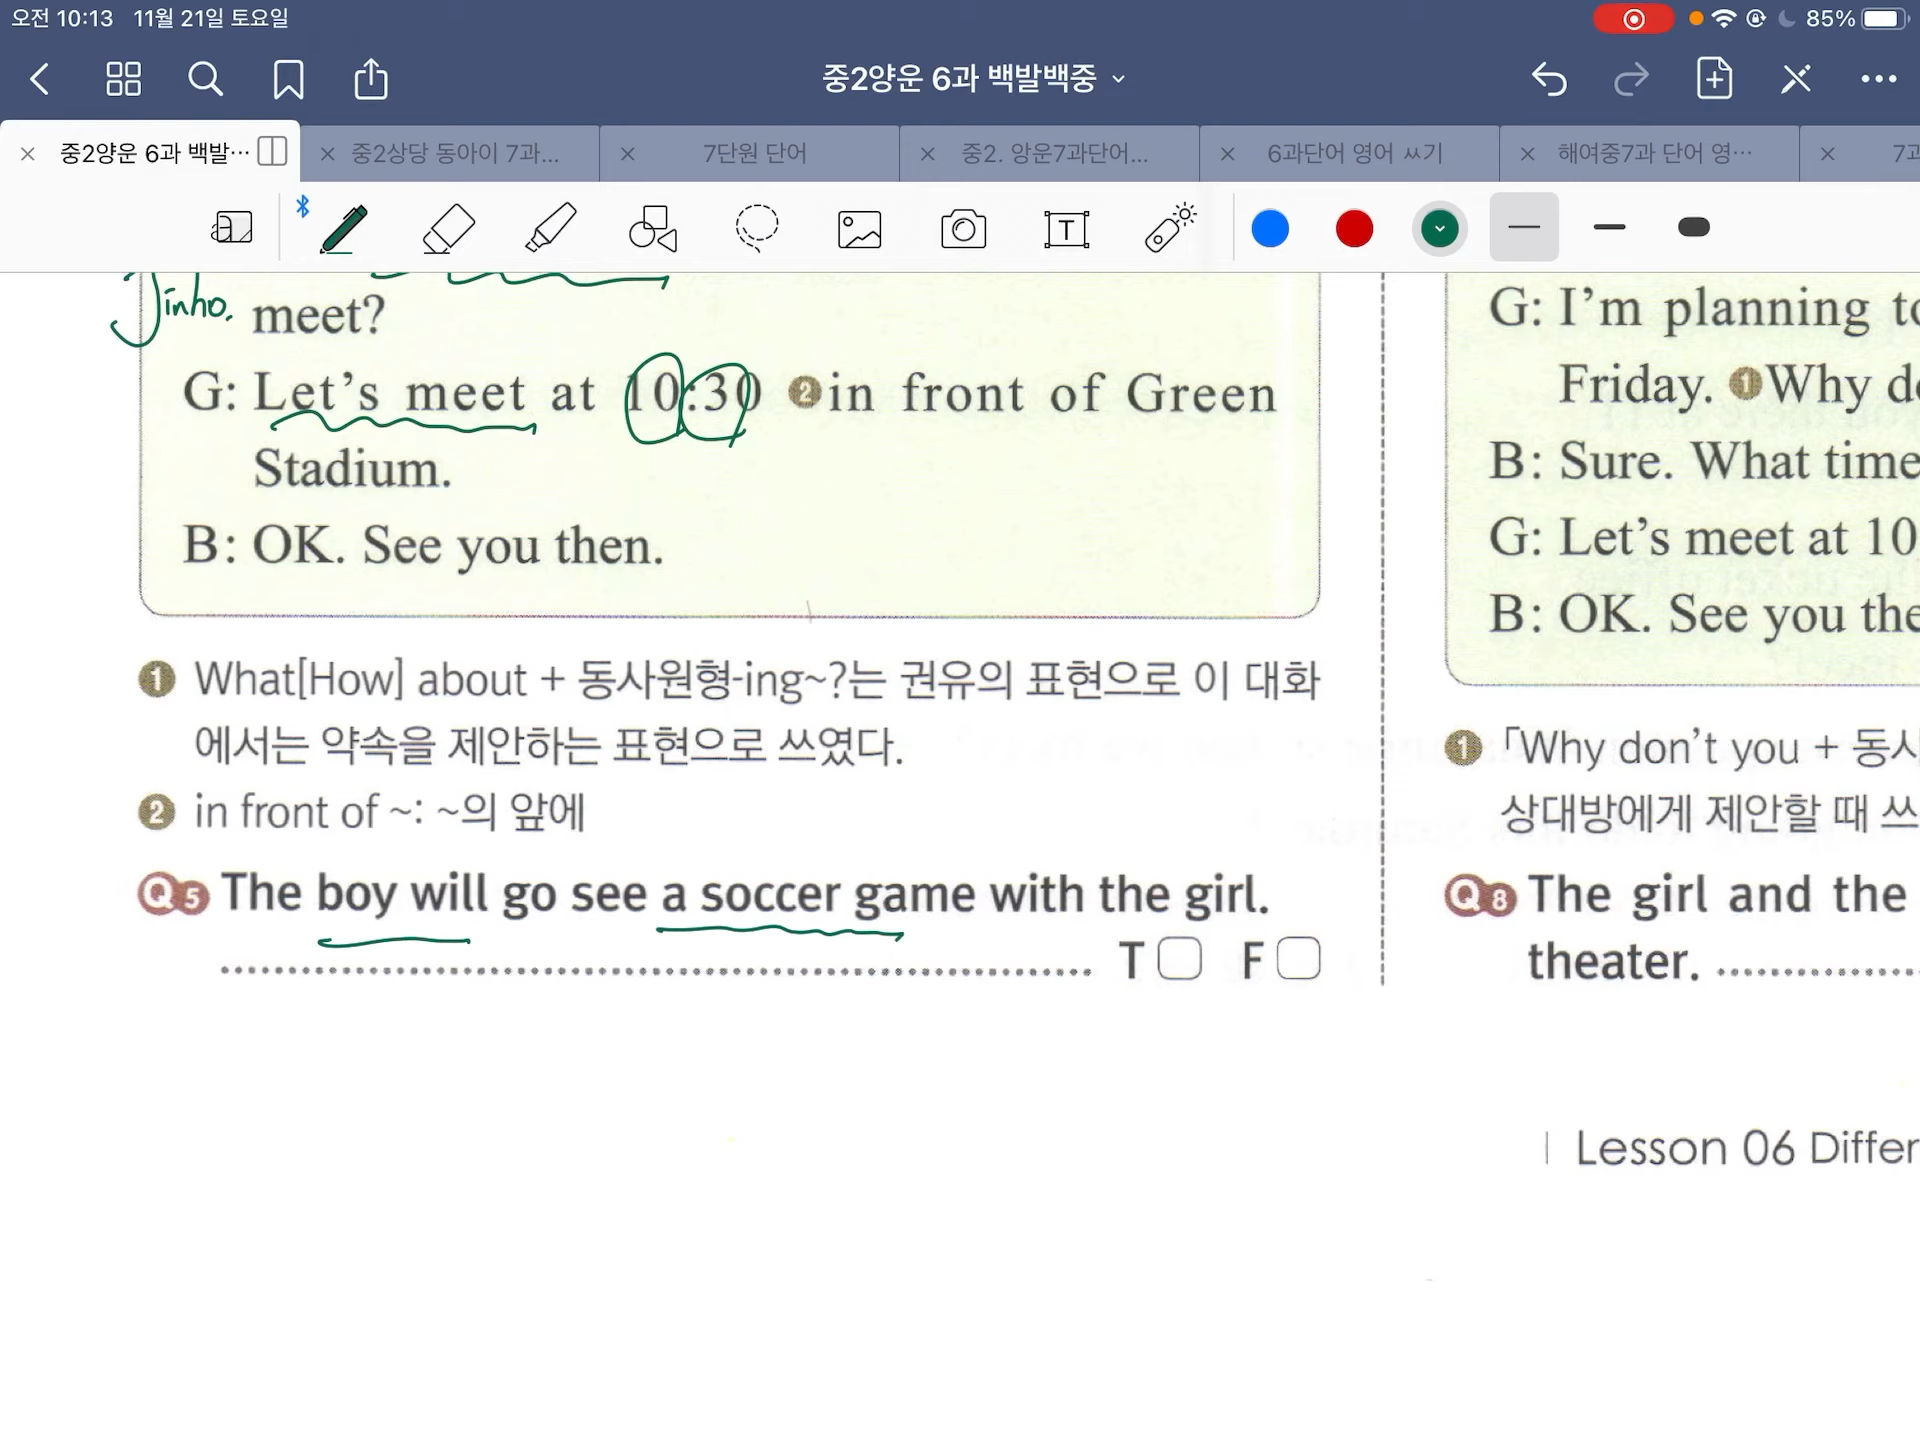 오전 10:13 11월 21일 토요일
85%
중2양운 6과 백발백중
중2양운 6과 백발···
중2상당 동아이 7과...
7단원 단어
중2. 앙운7과단어...
6과단어 영어 ㅆ기
해여중7과 단어 영···
7과
Jinho.
meet?
G: Let's meet at 10:30 ❷in front of Green
Stadium.
B: OK. See you then.
❶ What[How] about + 동사원형-ing~?는 권유의 표현으로 이 대화
에서는 약속을 제안하는 표현으로 쓰였다.
❷ in front of ~: ~의 앞에
Q5 The boy will go see a soccer game with the girl.
T F
G: I'm planning to
Friday. ❶Why do
B: Sure. What time
G: Let's meet at 10
B: OK. See you the
❶ 「Why don't you + 동사
상대방에게 제안할 때 쓰
Q8 The girl and the
theater.
Lesson 06 Differ